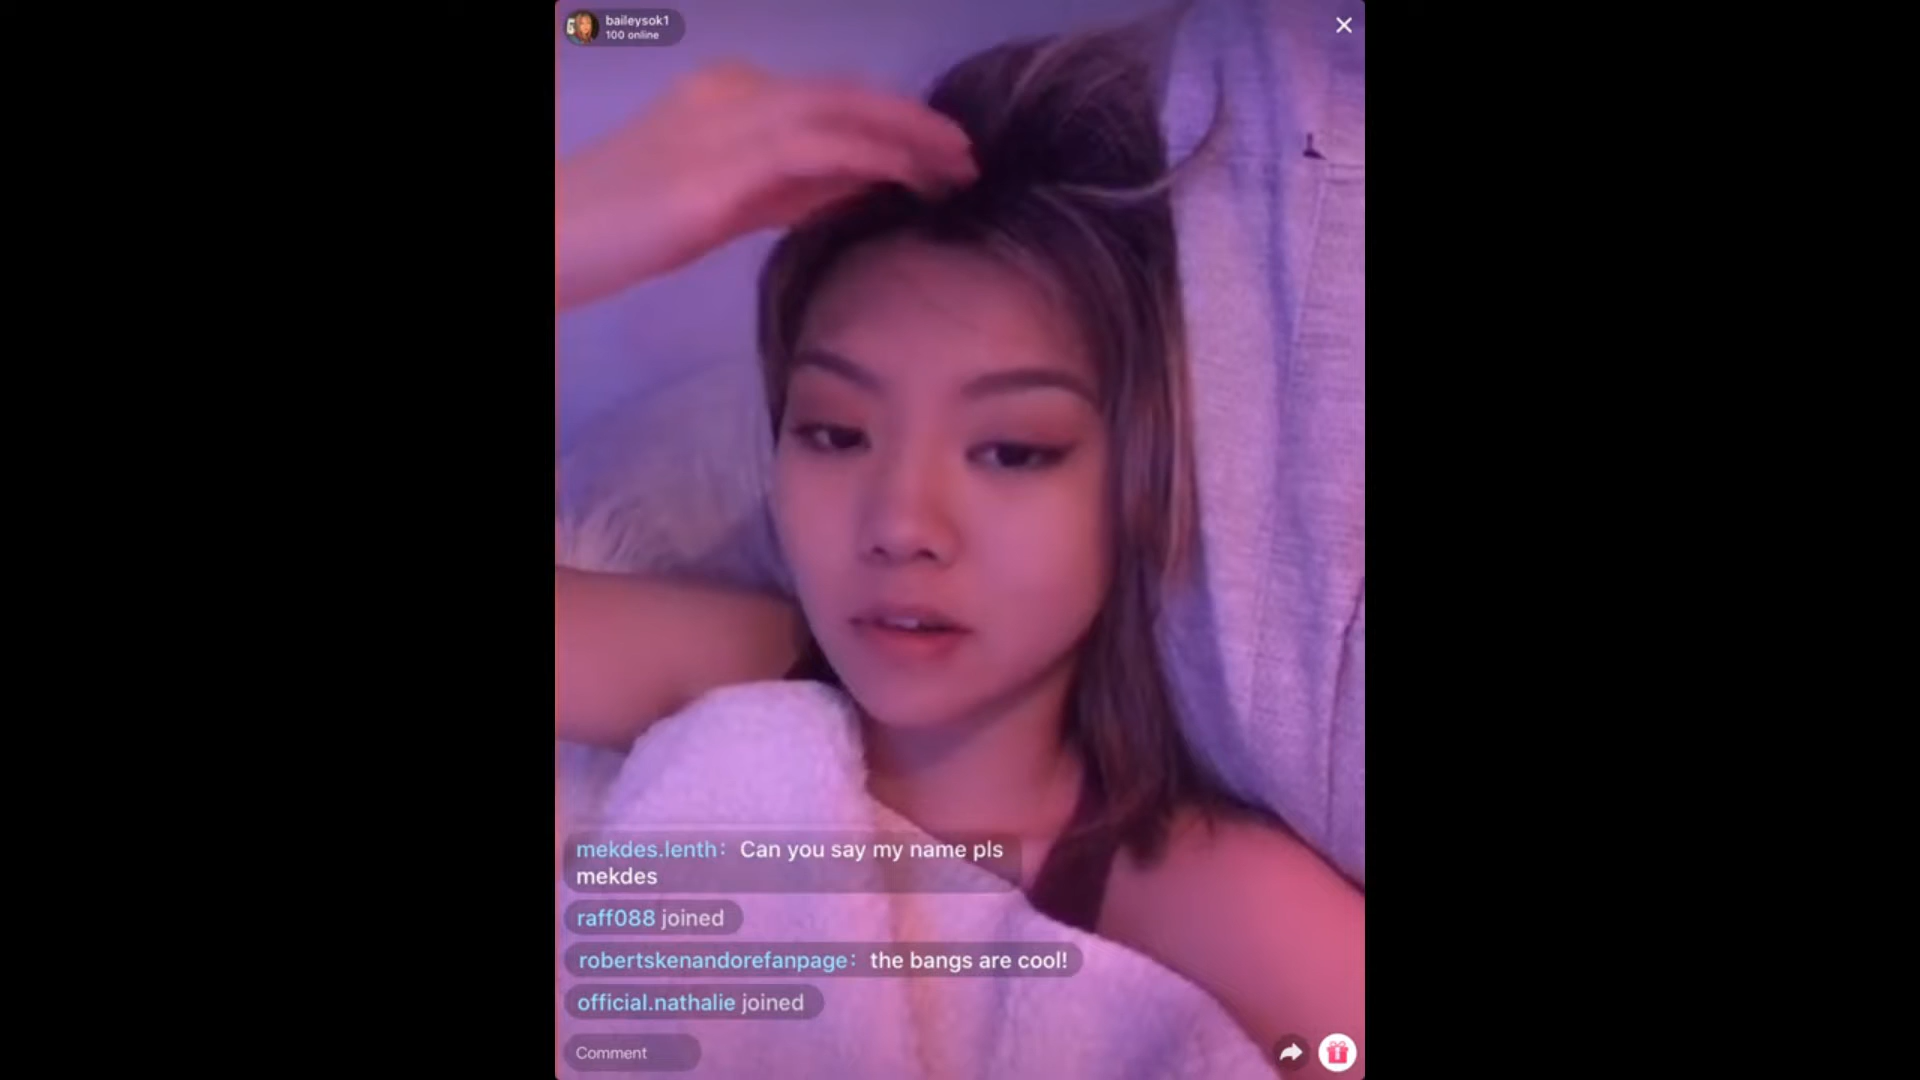 baileysok1
100 online
mekdes.lenth: Can you say my name pls
mekdes
raff088 joined
robertskenandorefanpage: the bangs are cool!
official.nathalie joined
Comment